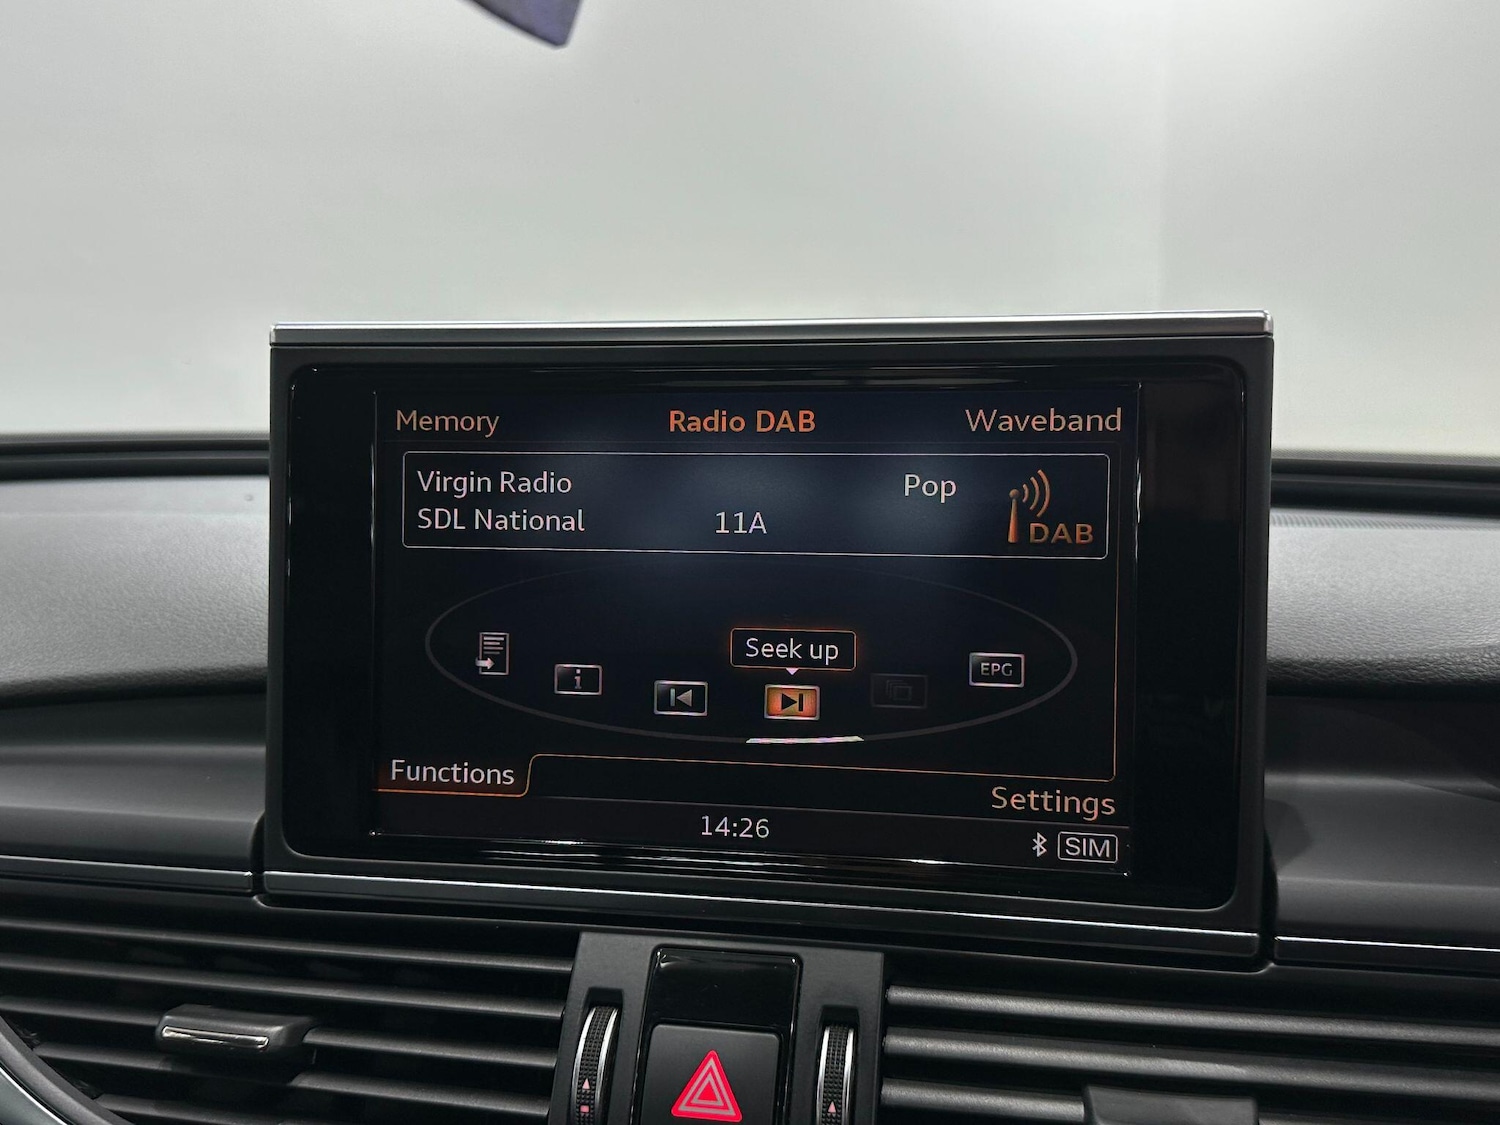 Memory Radio DAB Waveband
Virgin Radio Pop
SDL National 11A DAB
Seek up
i EPG
Functions
Settings
14:26
SIM